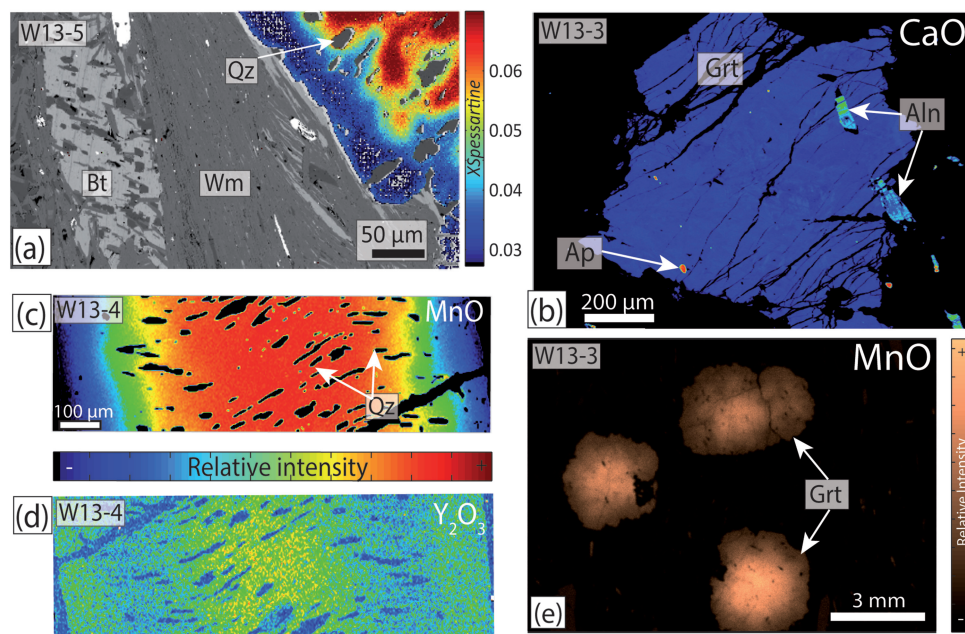 W13-5
Qz
Bt
Wm
50 µm
(a)
0.06
0.05
0.04
0.03
XSpessartine
W13-3
CaO
Grt
Aln
Ap
200 µm
(b)
(c)
W13-4
MnO
Qz
100 µm
- Relative intensity +
(d)
W13-4
Y₂O₃
W13-3
MnO
Grt
3 mm
(e)
+
Relative Intensity
-